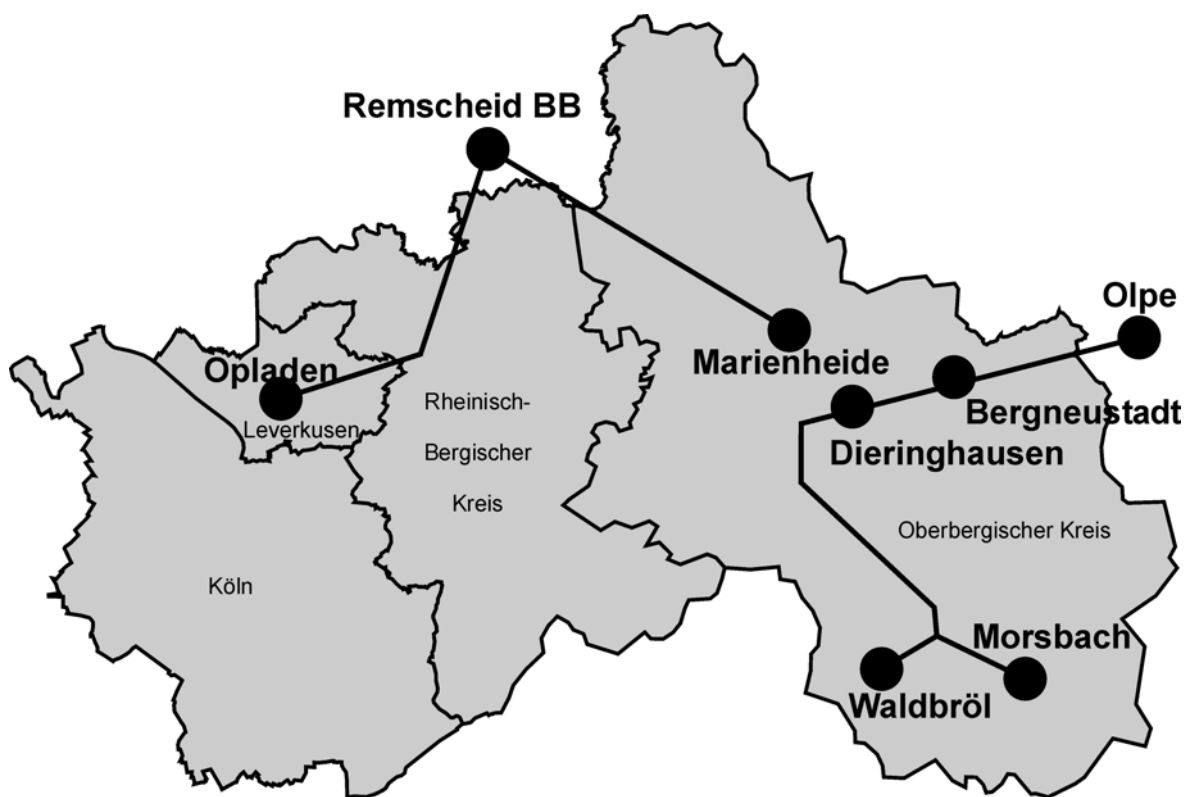 Remscheid BB
Olpe
Opladen
Marienheide
Leverkusen
Rheinisch-
Bergischer
Kreis
Bergneustadt
Dieringhausen
Oberbergischer Kreis
Köln
Morsbach
Waldbröl